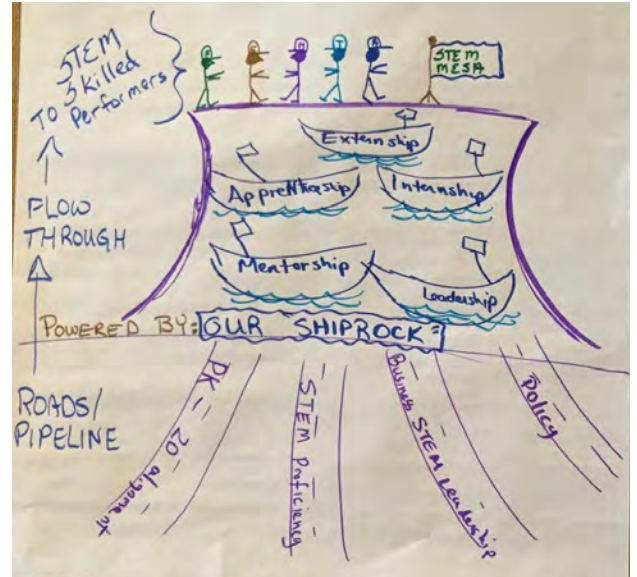 STEM
Skilled
Performers
TO
STEM
MESA
Externship
Apprenticeship
Internship
Mentorship
Leadership
FLOW
THROUGH
POWERED BY: OUR SHIPROCK:
ROADS/
PIPELINE
PK - 20 alignment
STEM Proficiency
Business STEM Leadership
Policy